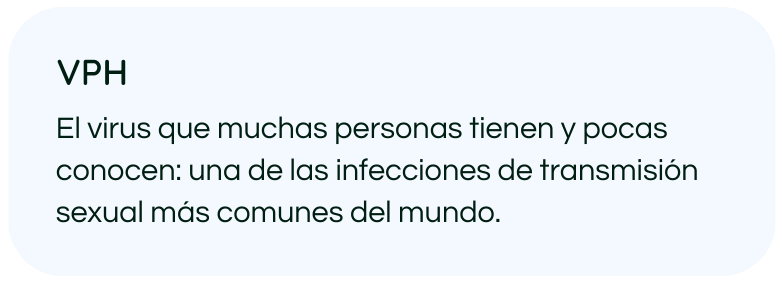 VPH
El virus que muchas personas tienen y pocas
conocen: una de las infecciones de transmisión
sexual más comunes del mundo.